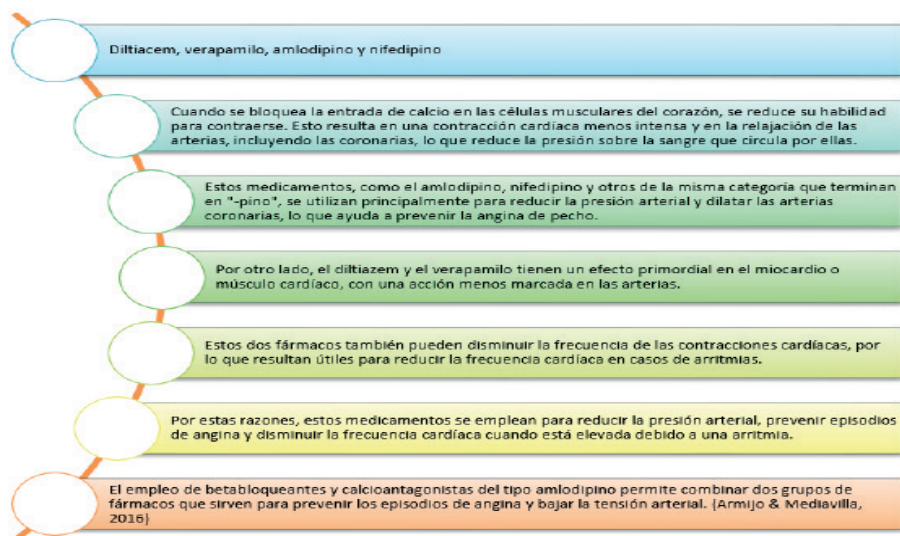 Diltiacem, verapamilo, amlodipino y nifedipino
Cuando se bloquea la entrada de calcio en las células musculares del corazón, se reduce su habilidad
para contraerse. Esto resulta en una contracción cardíaca menos intensa y en la relajación de las
arterias, incluyendo las coronarias, lo que reduce la presión sobre la sangre que circula por ellas.
Estos medicamentos, como el amlodipino, nifedipino y otros de la misma categoría que terminan
en "-pino", se utilizan principalmente para reducir la presión arterial y dilatar las arterias
coronarias, lo que ayuda a prevenir la angina de pecho.
Por otro lado, el diltiazem y el verapamilo tienen un efecto primordial en el miocardio o
músculo cardíaco, con una acción menos marcada en las arterias.
Estos dos fármacos también pueden disminuir la frecuencia de las contracciones cardíacas, por
lo que resultan útiles para reducir la frecuencia cardíaca en casos de arritmias.
Por estas razones, estos medicamentos se emplean para reducir la presión arterial, prevenir episodios
de angina y disminuir la frecuencia cardíaca cuando está elevada debido a una arritmia.
El empleo de betabloqueantes y calcioantagonistas del tipo amlodipino permite combinar dos grupos de
fármacos que sirven para prevenir los episodios de angina y bajar la tensión arterial. (Armijo & Mediavilla,
2016)